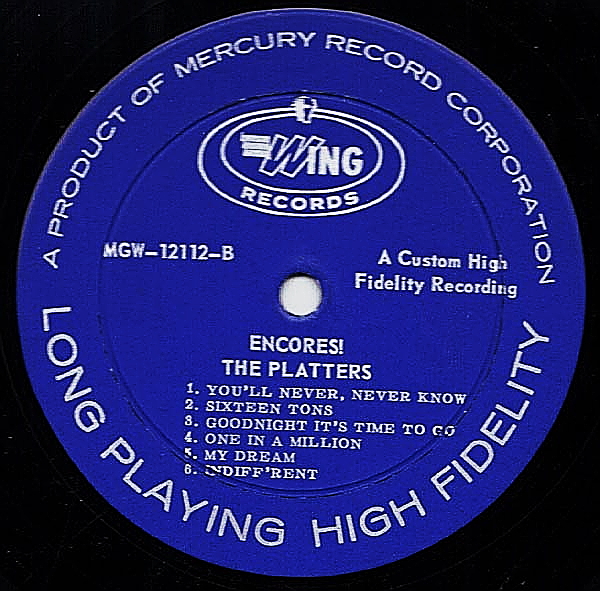 A PRODUCT OF MERCURY RECORD CORPORATION
WING
RECORDS
MGW-12112-B
A Custom High
Fidelity Recording
ENCORES!
THE PLATTERS
1. YOU'LL NEVER, NEVER KNOW
2. SIXTEEN TONS
3. GOODNIGHT IT'S TIME TO GO
4. ONE IN A MILLION
5. MY DREAM
6. INDIFF'RENT
LONG PLAYING HIGH FIDELITY